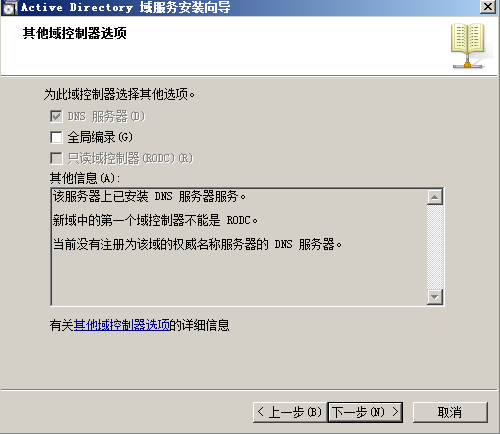 Active Directory 域服务安装向导
其他域控制器选项
为此域控制器选择其他选项。
DNS 服务器(D)
全局编录(G)
只读域控制器(RODC)(R)
其他信息(A):
该服务器上已安装 DNS 服务器服务。
新域中的第一个域控制器不能是 RODC。
当前没有注册为该域的权威名称服务器的 DNS 服务器。
有关其他域控制器选项的详细信息
< 上一步(B) 下一步(N) > 取消